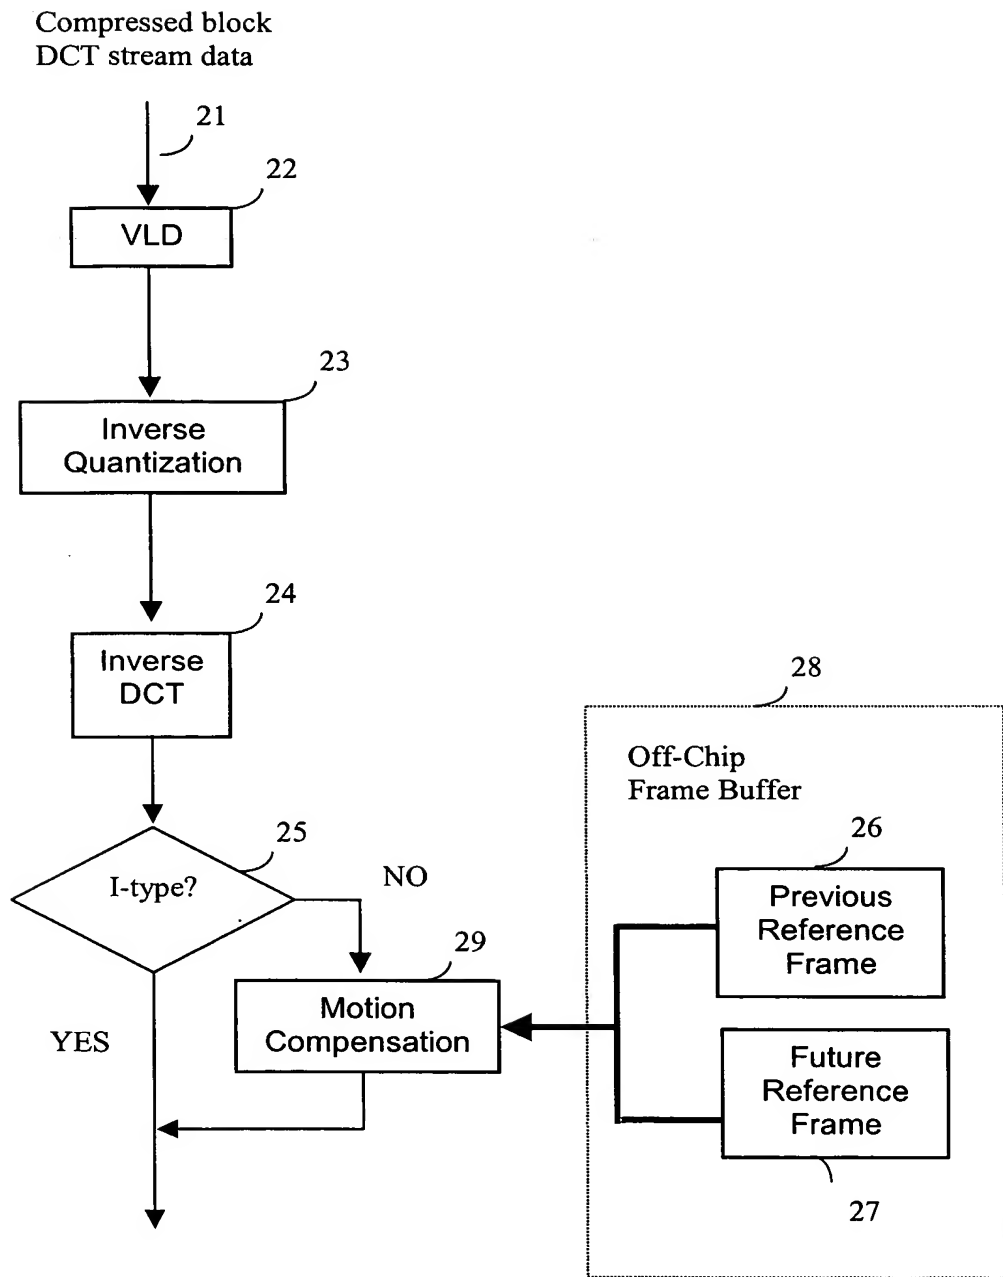 Compressed block
DCT stream data
21
22
VLD
23
Inverse
Quantization
24
Inverse
DCT
28
Off-Chip
Frame Buffer
25
I-type?
NO
26
Previous
Reference
Frame
29
Motion
Compensation
YES
Future
Reference
Frame
27